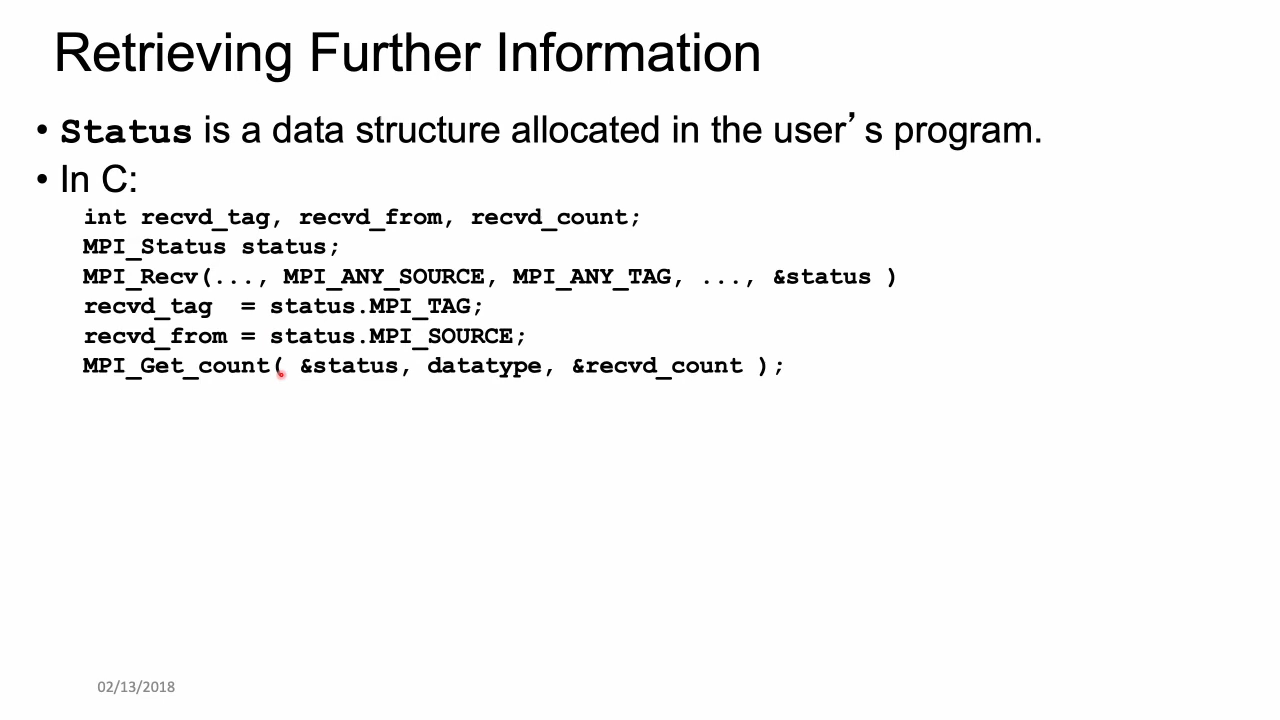 Retrieving Further Information
• Status is a data structure allocated in the user’s program.
• In C:
int recvd_tag, recvd_from, recvd_count;
MPI_Status status;
MPI_Recv(..., MPI_ANY_SOURCE, MPI_ANY_TAG, ..., &status )
recvd_tag  = status.MPI_TAG;
recvd_from = status.MPI_SOURCE;
MPI_Get_count( &status, datatype, &recvd_count );
02/13/2018